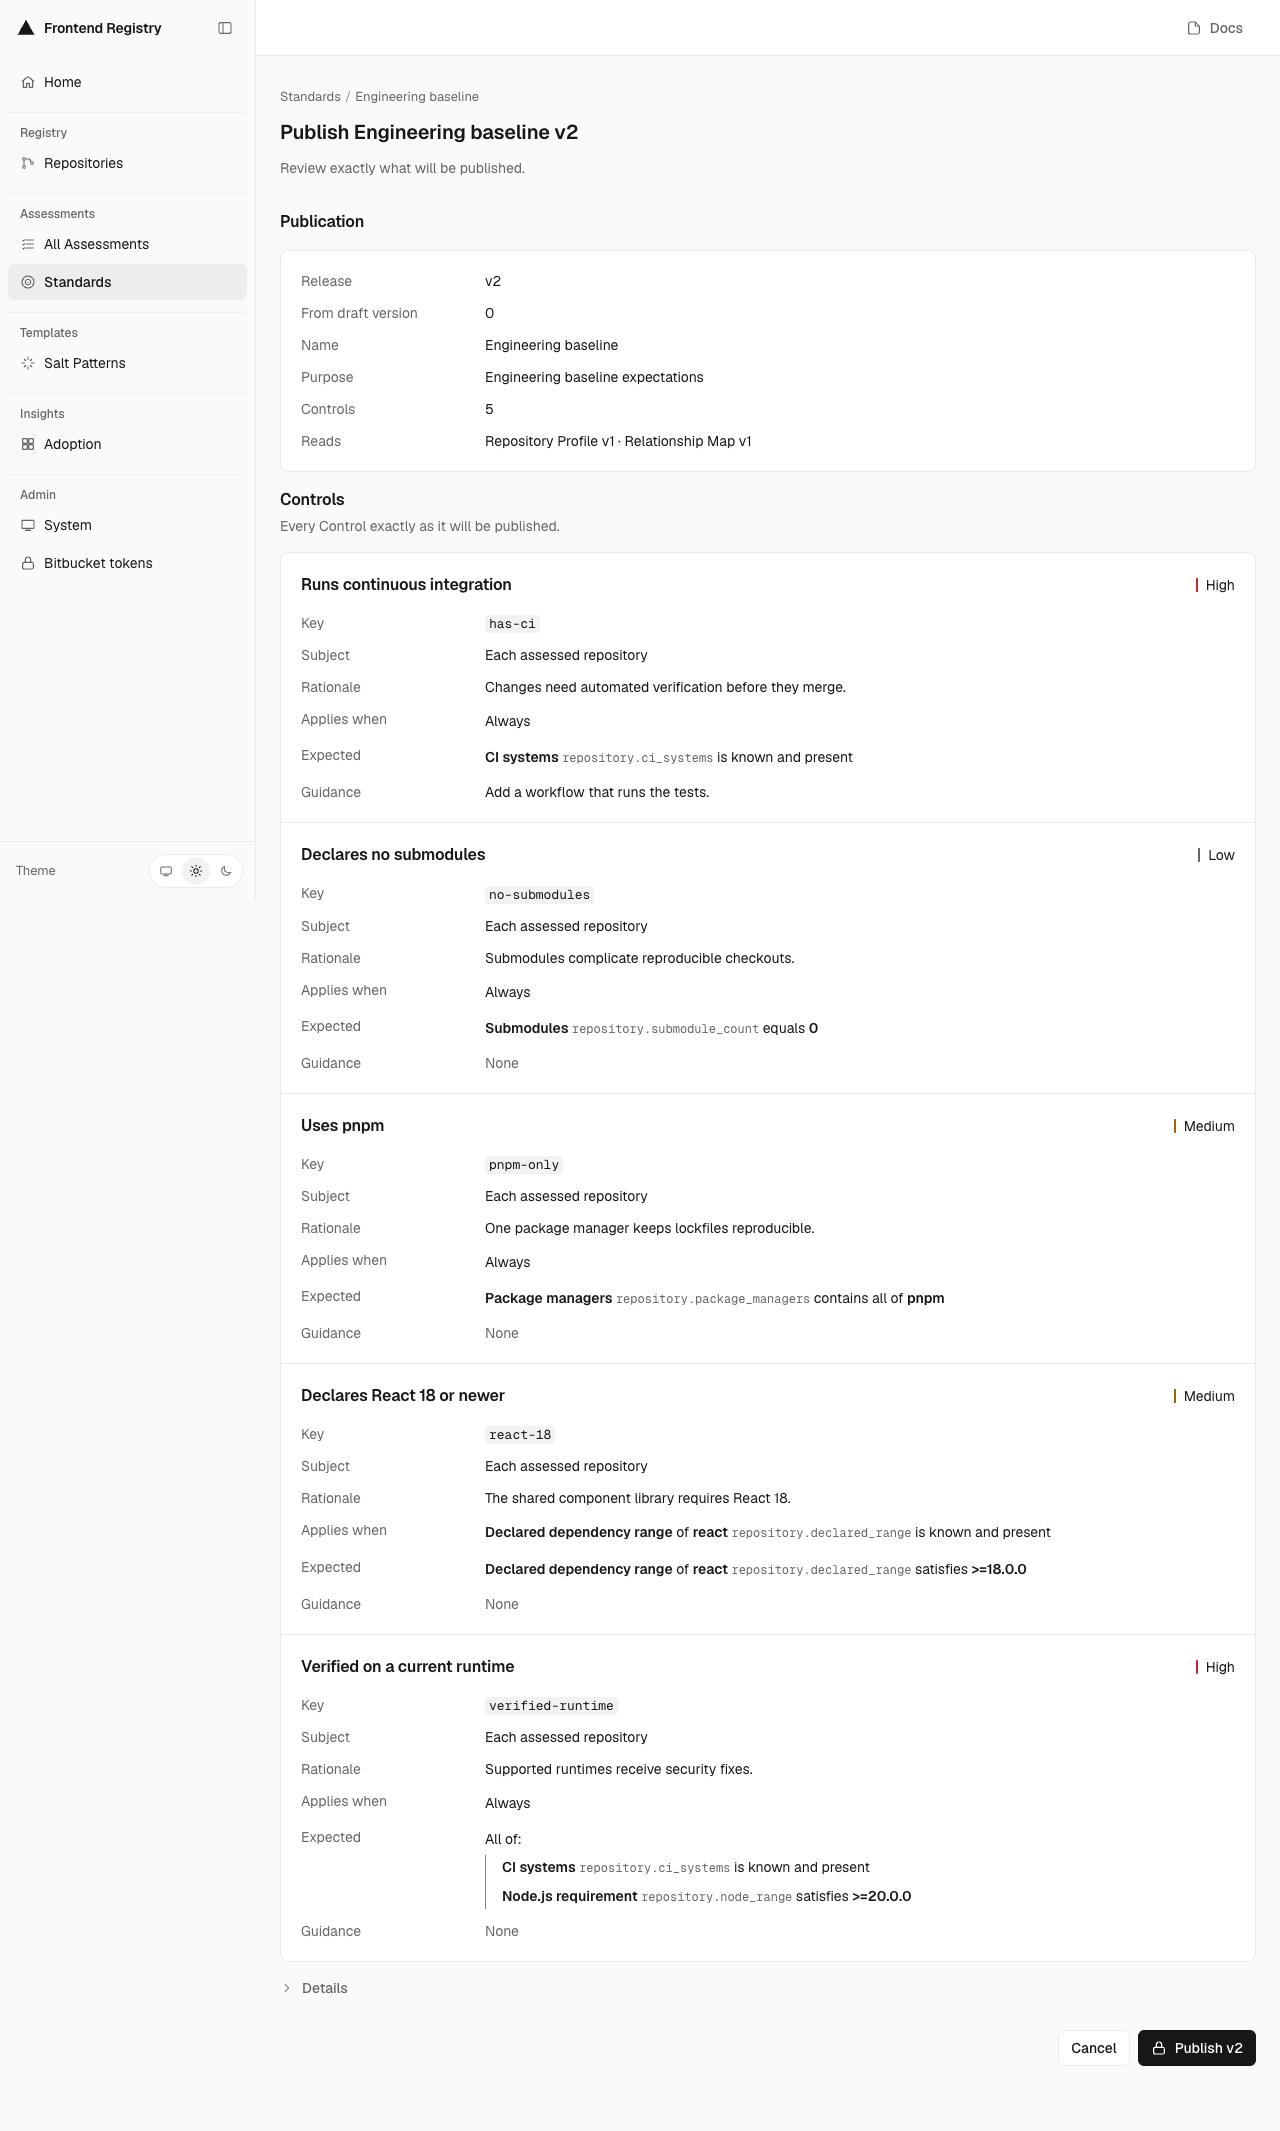 Frontend Registry
Docs
Home
Registry
Repositories
Assessments
All Assessments
Standards
Templates
Salt Patterns
Insights
Adoption
Admin
System
Bitbucket tokens
Theme
Standards / Engineering baseline
Publish Engineering baseline v2
Review exactly what will be published.
Publication
Release v2
From draft version 0
Name Engineering baseline
Purpose Engineering baseline expectations
Controls 5
Reads Repository Profile v1 · Relationship Map v1
Controls
Every Control exactly as it will be published.
Runs continuous integration High
Key has-ci
Subject Each assessed repository
Rationale Changes need automated verification before they merge.
Applies when Always
Expected CI systems repository.ci_systems is known and present
Guidance Add a workflow that runs the tests.
Declares no submodules Low
Key no-submodules
Subject Each assessed repository
Rationale Submodules complicate reproducible checkouts.
Applies when Always
Expected Submodules repository.submodule_count equals 0
Guidance None
Uses pnpm Medium
Key pnpm-only
Subject Each assessed repository
Rationale One package manager keeps lockfiles reproducible.
Applies when Always
Expected Package managers repository.package_managers contains all of pnpm
Guidance None
Declares React 18 or newer Medium
Key react-18
Subject Each assessed repository
Rationale The shared component library requires React 18.
Applies when Declared dependency range of react repository.declared_range is known and present
Expected Declared dependency range of react repository.declared_range satisfies >=18.0.0
Guidance None
Verified on a current runtime High
Key verified-runtime
Subject Each assessed repository
Rationale Supported runtimes receive security fixes.
Applies when Always
Expected All of:
CI systems repository.ci_systems is known and present
Node.js requirement repository.node_range satisfies >=20.0.0
Guidance None
Details
Cancel
Publish v2